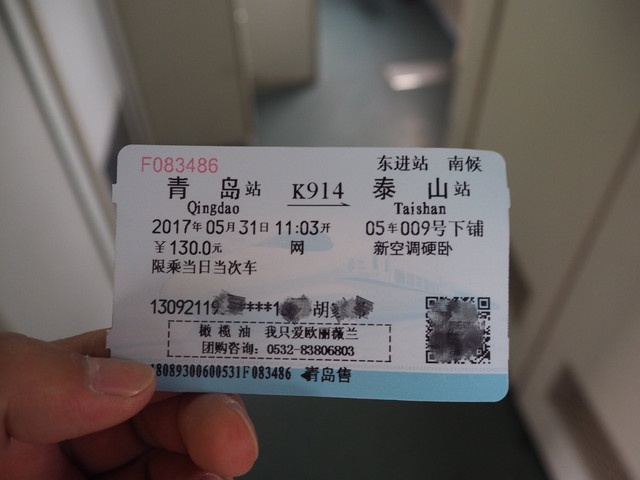 F083486 东进站 南候
青岛站 K914 泰山站
Qingdao Taishan
2017年05月31日 11:03开 05车009号下铺
￥130.0元 网 新空调硬卧
限乘当日当次车
13092119 ****1 胡
橄榄油 我只爱欧丽薇兰
团购咨询：0532-83806803
8089300600531F083486 青岛售